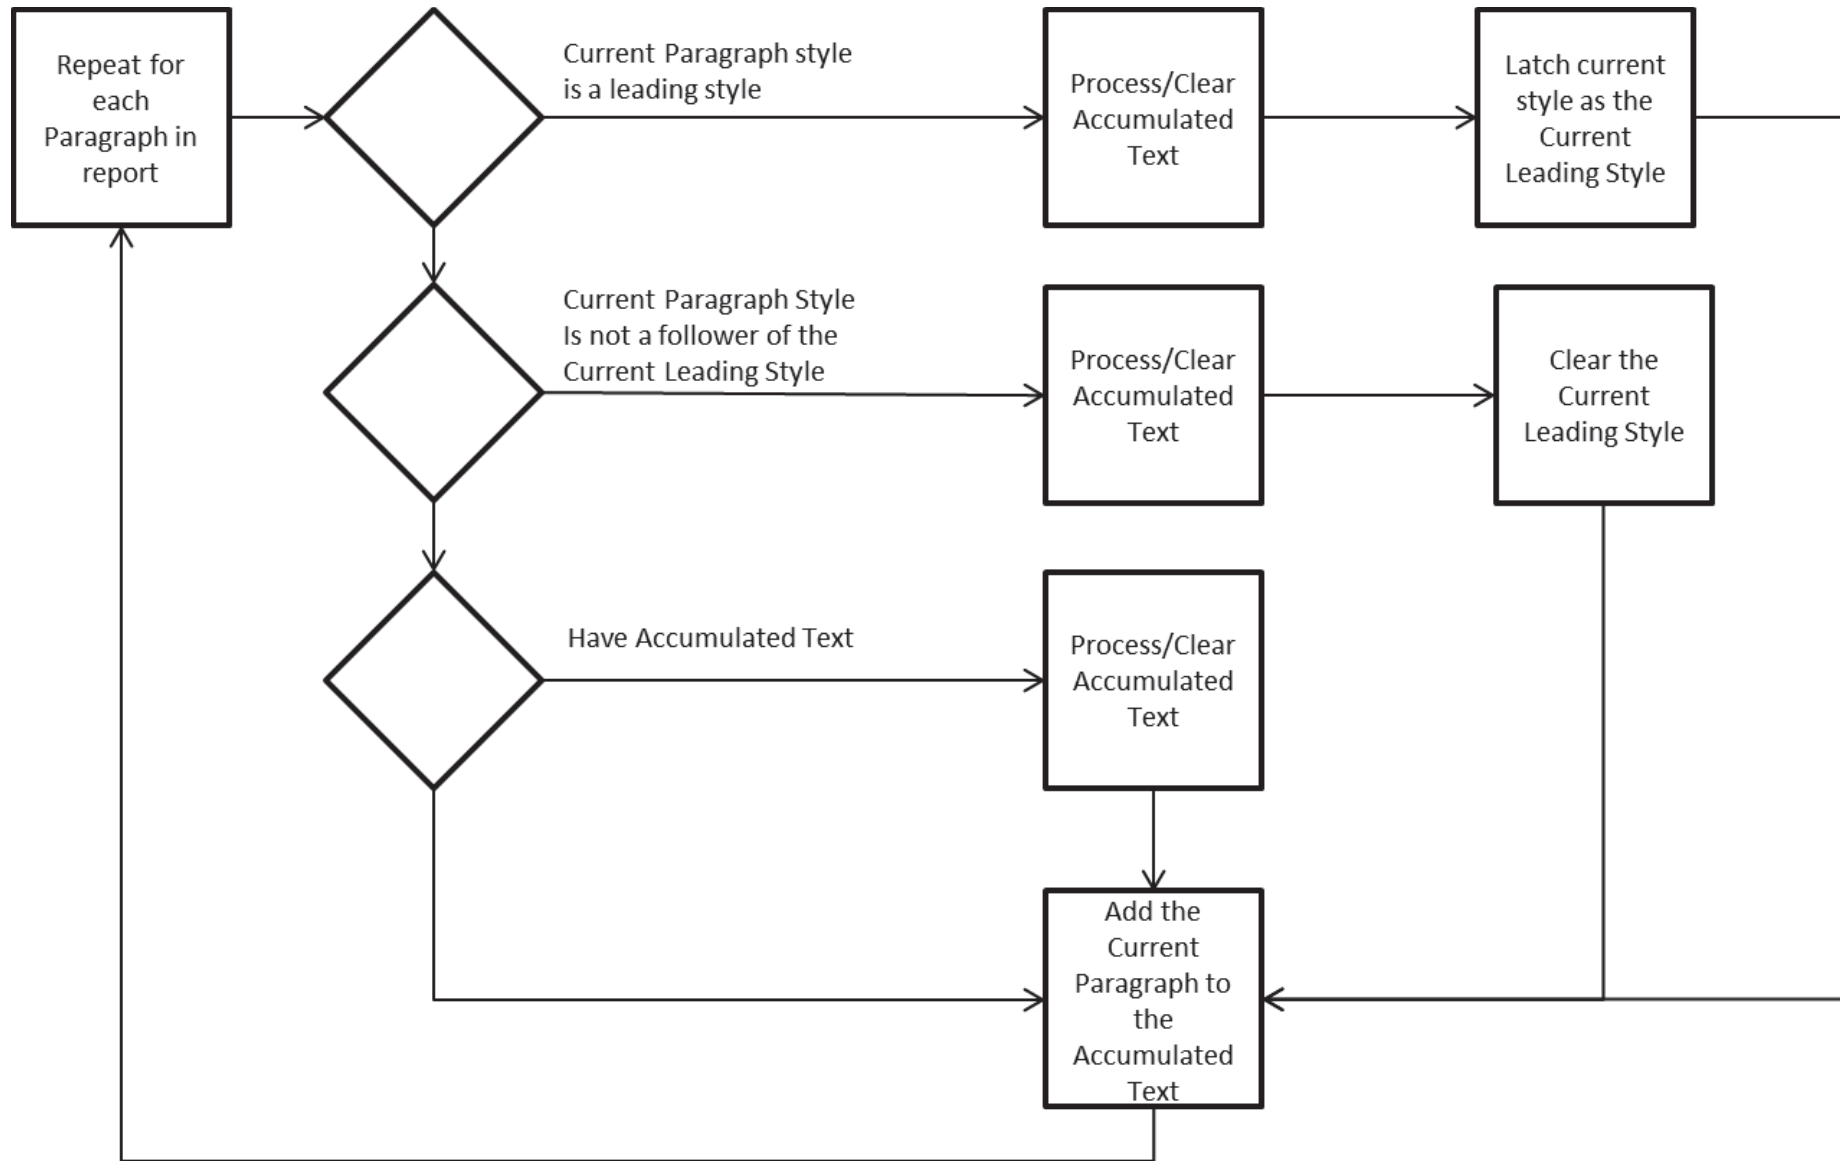 Repeat for
each
Paragraph in
report
Current Paragraph style
is a leading style
Process/Clear
Accumulated
Text
Latch current
style as the
Current
Leading Style
Current Paragraph Style
Is not a follower of the
Current Leading Style
Process/Clear
Accumulated
Text
Clear the
Current
Leading Style
Have Accumulated Text
Process/Clear
Accumulated
Text
Add the
Current
Paragraph to
the
Accumulated
Text